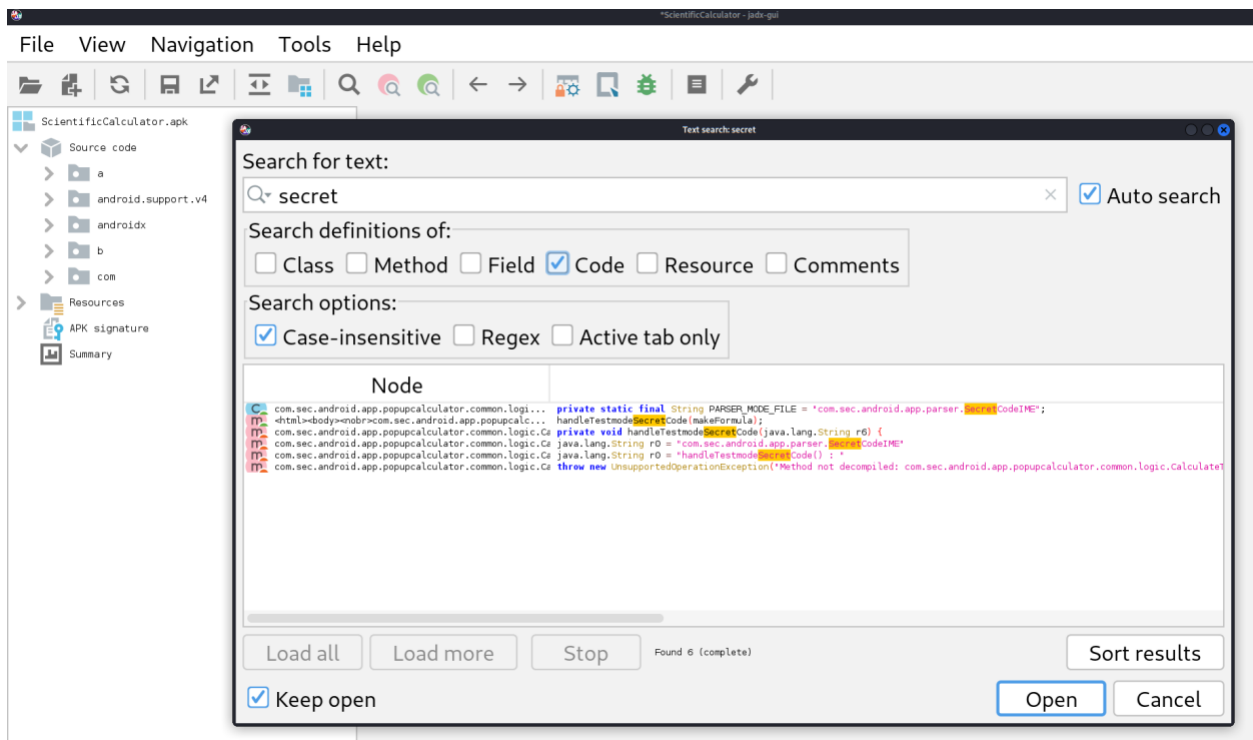 *ScientificCalculator - jadx-gui
File View Navigation Tools Help
ScientificCalculator.apk
Source code
a
android.support.v4
androidx
b
com
Resources
APK signature
Summary
Text search: secret
Search for text:
secret
Auto search
Search definitions of:
Class Method Field Code Resource Comments
Search options:
Case-insensitive Regex Active tab only
Node
com.sec.android.app.popupcalculator.common.logi... private static final String PARSER_MODE_FILE = "com.sec.android.app.parser.SecretCodeIME";
<html><body><nobr>com.sec.android.app.popupcalc... handleTestmodeSecretCode(makeFormula);
com.sec.android.app.popupcalculator.common.logic.Ca private void handleTestmodeSecretCode(java.lang.String r6) {
com.sec.android.app.popupcalculator.common.logic.Ca java.lang.String r0 = "com.sec.android.app.parser.SecretCodeIME"
com.sec.android.app.popupcalculator.common.logic.Ca java.lang.String r0 = "handleTestmodeSecretCode() : "
com.sec.android.app.popupcalculator.common.logic.Ca throw new UnsupportedOperationException("Method not decompiled: com.sec.android.app.popupcalculator.common.logic.CalculateT
Load all Load more Stop Found 6 (complete) Sort results
Keep open Open Cancel